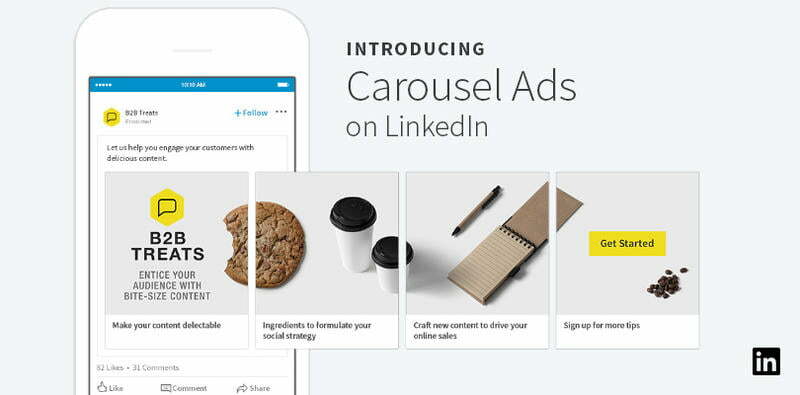 INTRODUCING
Carousel Ads
on LinkedIn
10:10 AM
B2B Treats
Promoted
+ Follow
Let us help you engage your customers with
delicious content.
B2B
TREATS
ENTICE YOUR
AUDIENCE WITH
BITE-SIZE CONTENT
Make your content delectable
Ingredients to formulate your
social strategy
Craft new content to drive your
online sales
Get Started
Sign up for more tips
82 Likes • 31 Comments
Like
Comment
Share
in